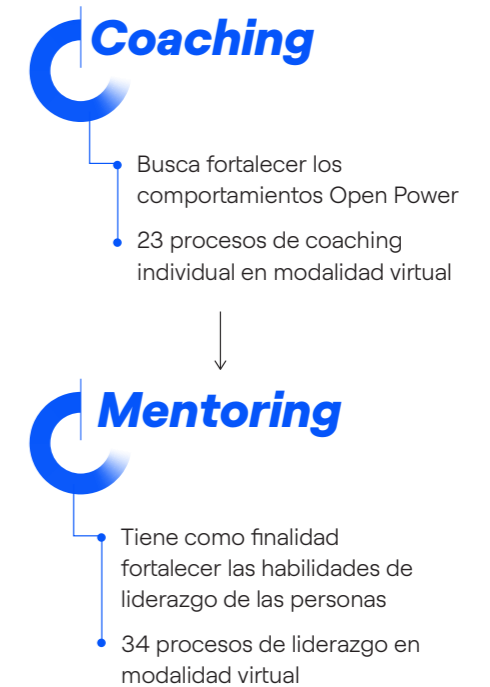 Coaching
Busca fortalecer los
comportamientos Open Power
23 procesos de coaching
individual en modalidad virtual
Mentoring
Tiene como finalidad
fortalecer las habilidades de
liderazgo de las personas
34 procesos de liderazgo en
modalidad virtual